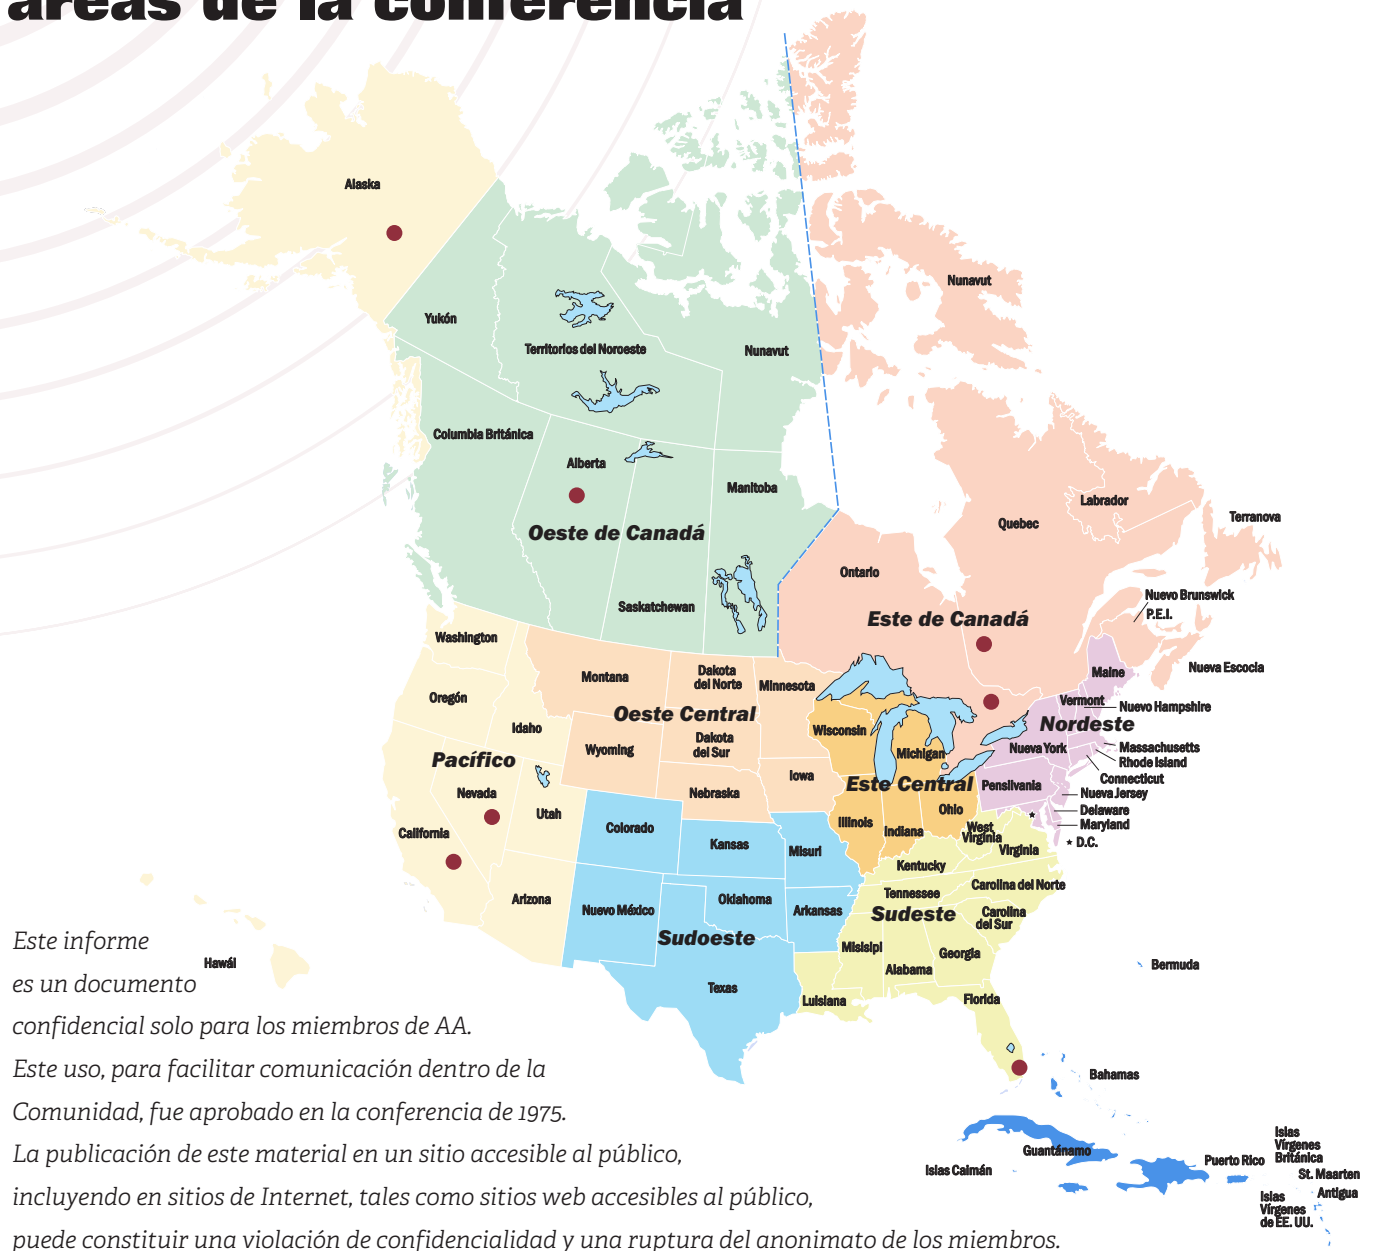 áreas de la conferencia
Alaska
Nunavut
Yukón
Territorios del Noroeste
Nunavut
Columbia Británica
Alberta
Manitoba
Labrador
Quebec
Terranova
Oeste de Canadá
Ontario
Saskatchewan
Nuevo Brunswick
P.E.I.
Este de Canadá
Washington
Nueva Escocia
Maine
Montana
Dakota
del Norte
Minnesota
Oregón
Vermont
Nuevo Hampshire
Oeste Central
Idaho
Wisconsin
Nordeste
Wyoming
Dakota
del Sur
Michigan
Nueva York
Massachusetts
Rhode Island
Pacífico
Iowa
Connecticut
Este Central
Pensilvania
Nevada
Nebraska
Nueva Jersey
Utah
Ohio
Delaware
Colorado
Illinois
Indiana
West
Virginia
Maryland
California
Kansas
Misuri
Virginia
★ D.C.
Kentucky
Arizona
Oklahoma
Tennessee
Carolina del Norte
Nuevo México
Arkansas
Sudeste
Carolina
del Sur
Sudoeste
Misisipi
Georgia
Alabama
Hawái
Bermuda
Texas
Luisiana
Florida
Este informe
es un documento
confidencial solo para los miembros de AA.
Este uso, para facilitar comunicación dentro de la
Comunidad, fue aprobado en la conferencia de 1975.
La publicación de este material en un sitio accesible al público,
incluyendo en sitios de Internet, tales como sitios web accesibles al público,
puede constituir una violación de confidencialidad y una ruptura del anonimato de los miembros.
Bahamas
Guantánamo
Islas Caimán
Puerto Rico
Islas
Vírgenes
Británica
St. Maarten
Antigua
Islas
Vírgenes
de EE. UU.